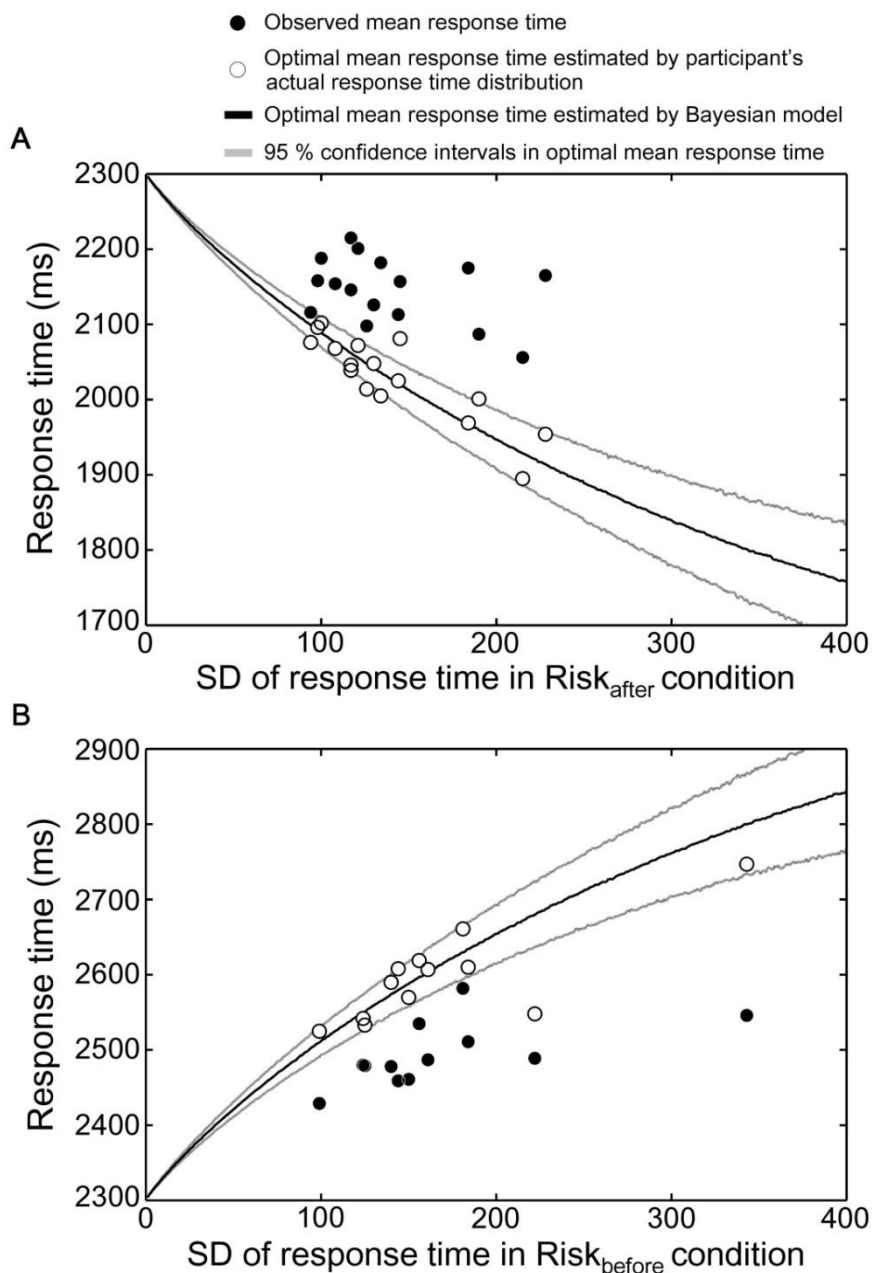 Observed mean response time
Optimal mean response time estimated by participant's
actual response time distribution
Optimal mean response time estimated by Bayesian model
95 % confidence intervals in optimal mean response time
A
2300
2200
2100
2000
1900
1800
1700
Response time (ms)
0 100 200 300 400
SD of response time in Risk_after condition
B
2900
2800
2700
2600
2500
2400
2300
Response time (ms)
0 100 200 300 400
SD of response time in Risk_before condition